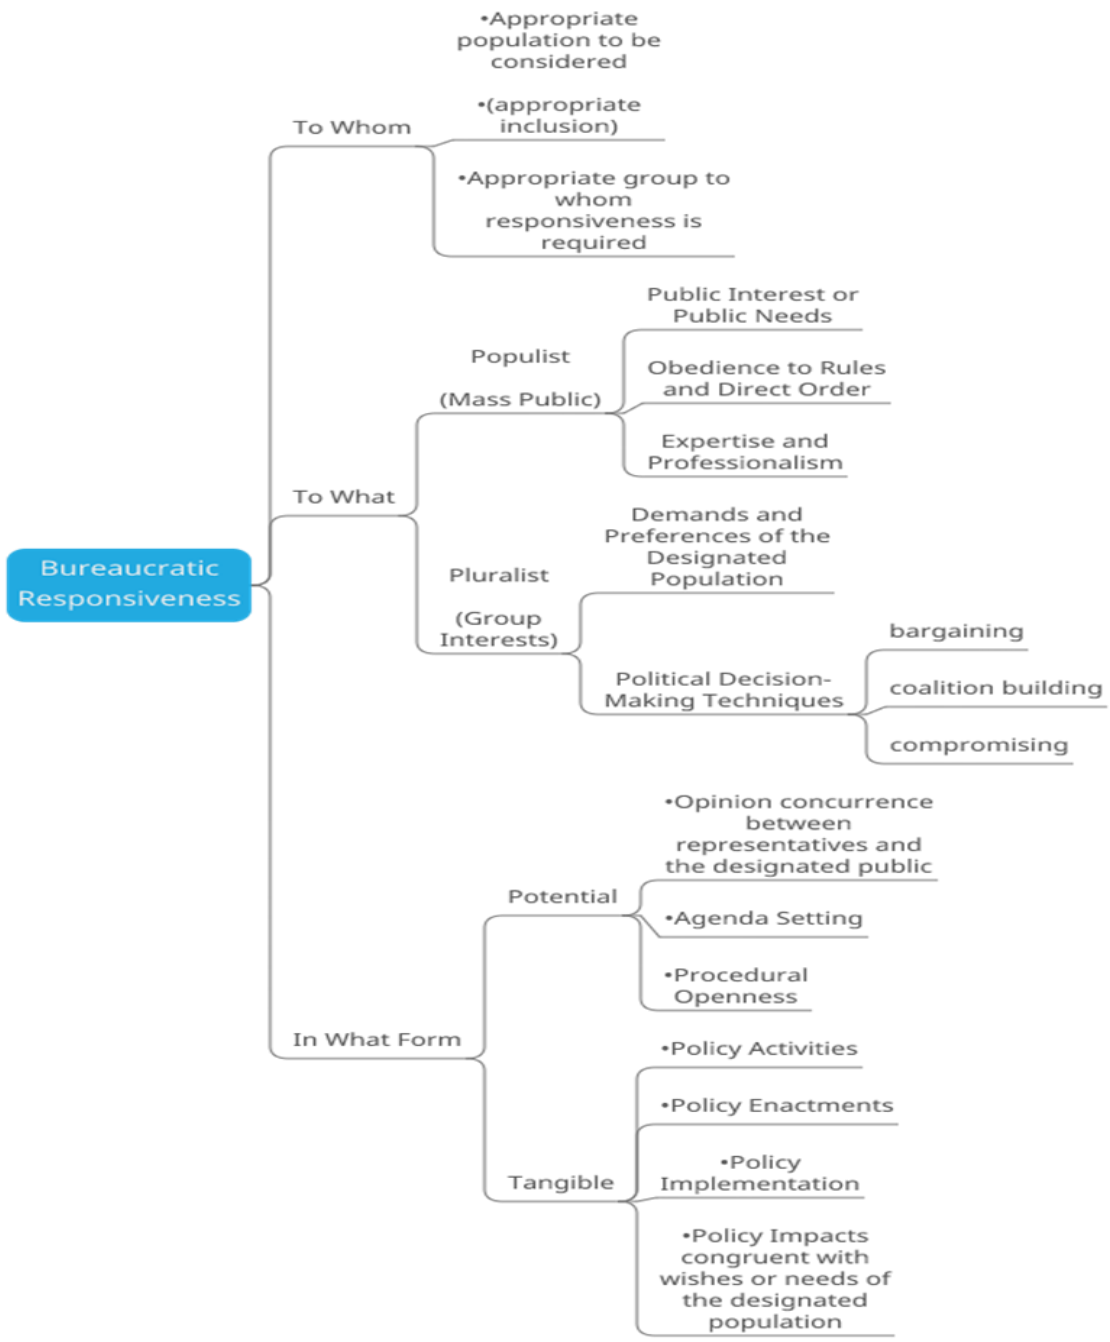 •Appropriate
population to be
considered
•(appropriate
inclusion)
To Whom
•Appropriate group to
whom
responsiveness is
required
Public Interest or
Public Needs
Populist
(Mass Public)
Obedience to Rules
and Direct Order
Expertise and
Professionalism
To What
Demands and
Preferences of the
Designated
Population
Pluralist
(Group
Interests)
Bureaucratic
Responsiveness
Political Decision-
Making Techniques
bargaining
coalition building
compromising
•Opinion concurrence
between
representatives and
the designated public
Potential
•Agenda Setting
•Procedural
Openness
In What Form
•Policy Activities
•Policy Enactments
•Policy
Implementation
Tangible
•Policy Impacts
congruent with
wishes or needs of
the designated
population